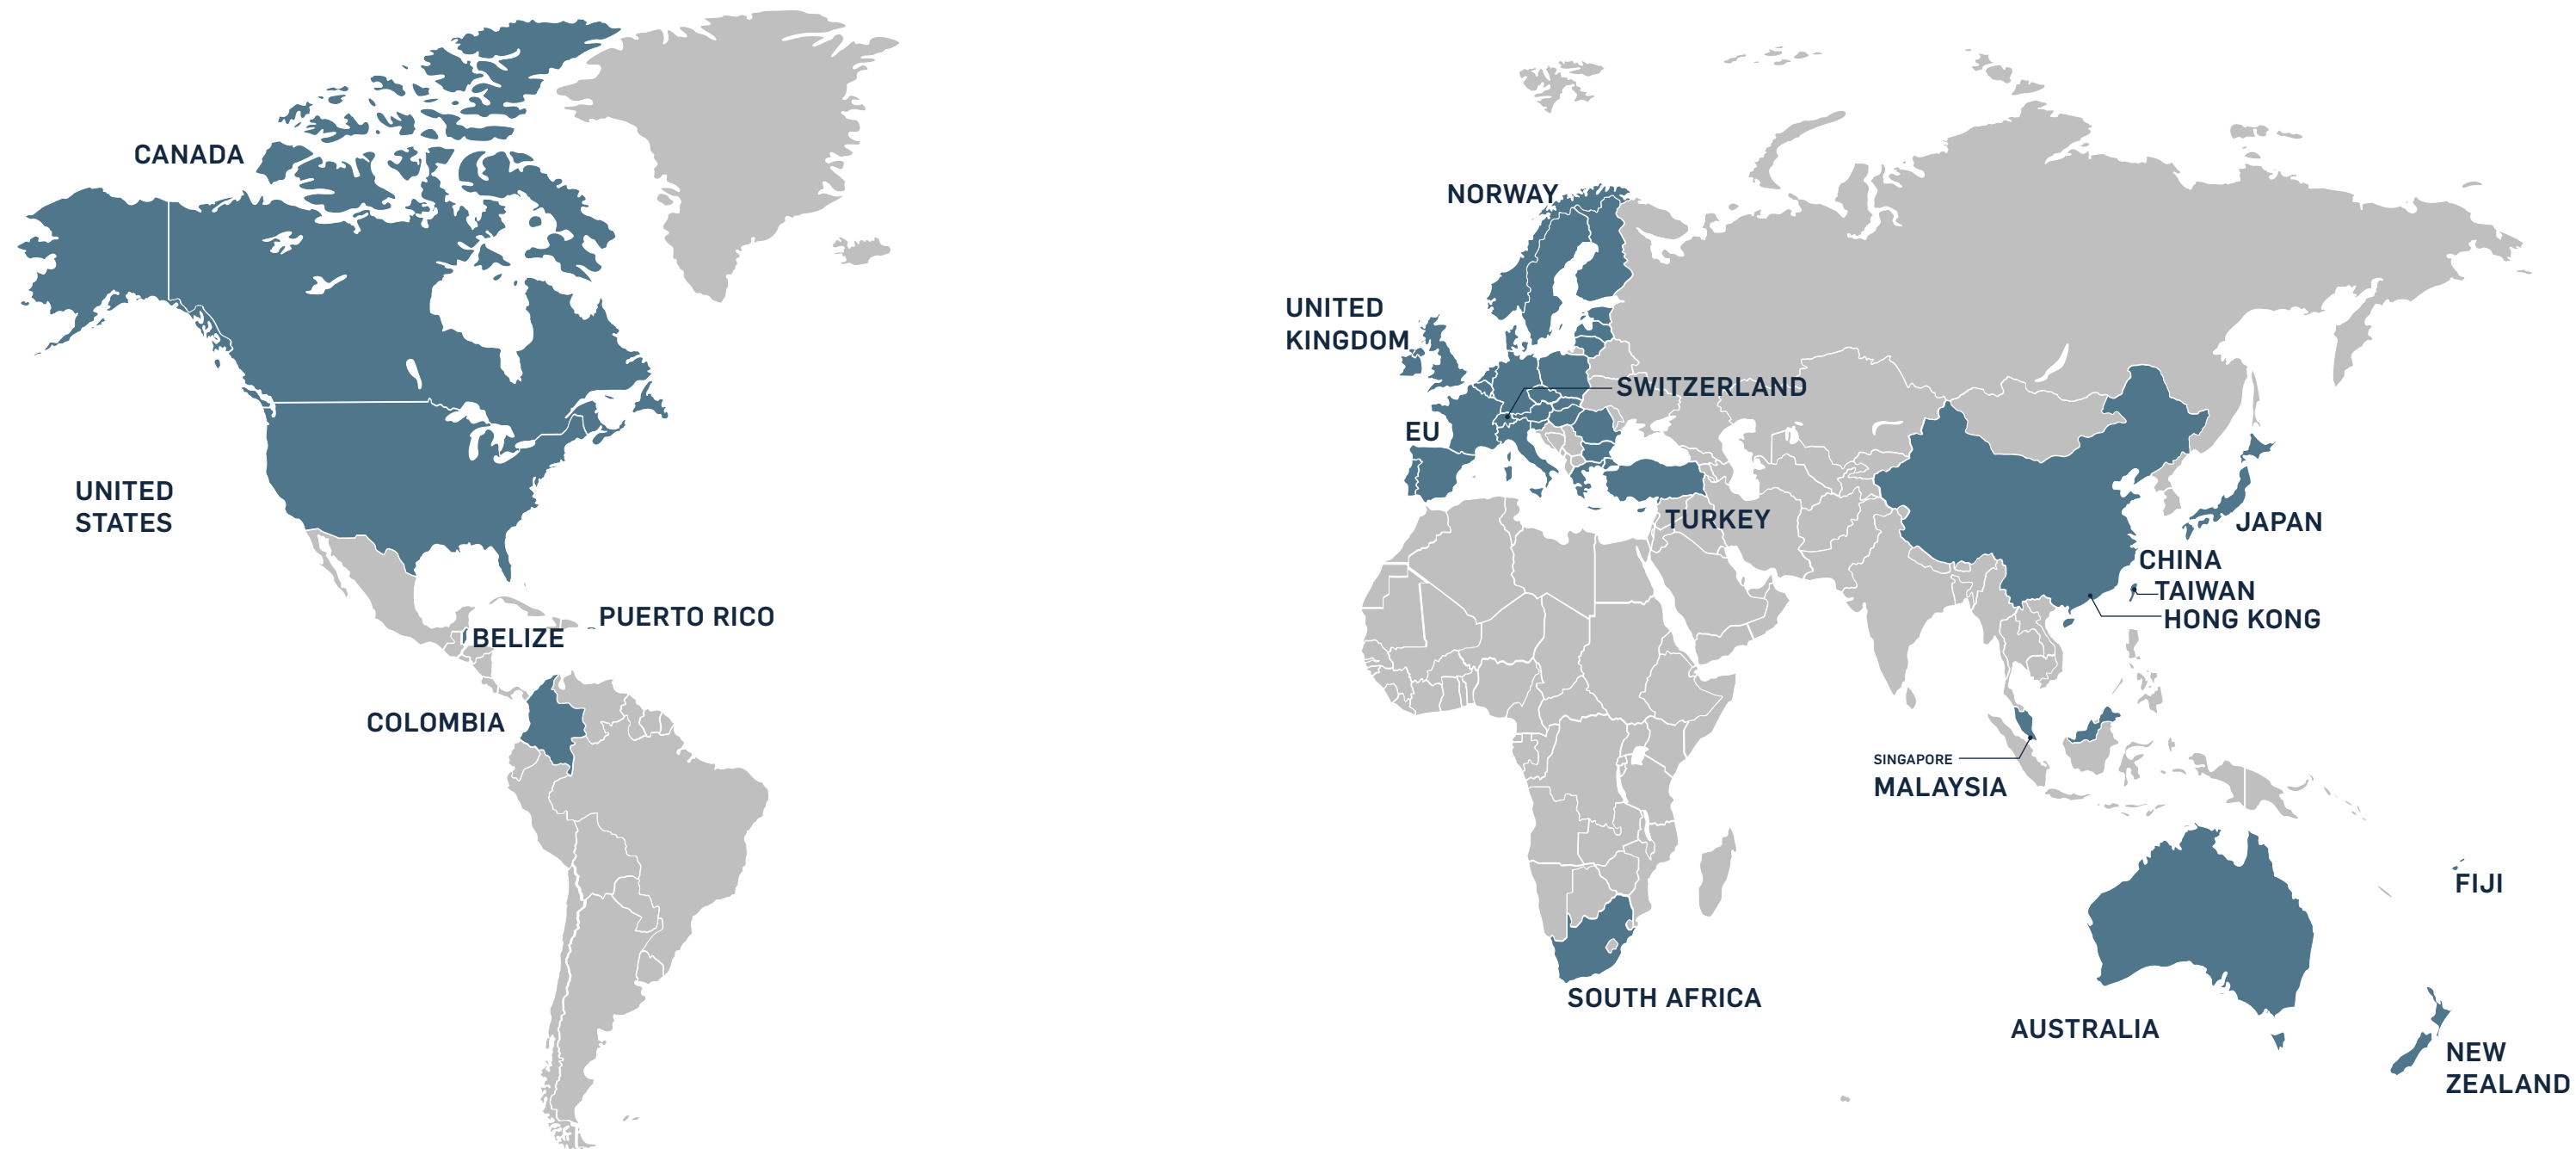 CANADA
NORWAY
UNITED
KINGDOM
SWITZERLAND
EU
UNITED
STATES
TURKEY
JAPAN
CHINA
TAIWAN
HONG KONG
PUERTO RICO
BELIZE
COLOMBIA
SINGAPORE
MALAYSIA
FIJI
SOUTH AFRICA
AUSTRALIA
NEW
ZEALAND